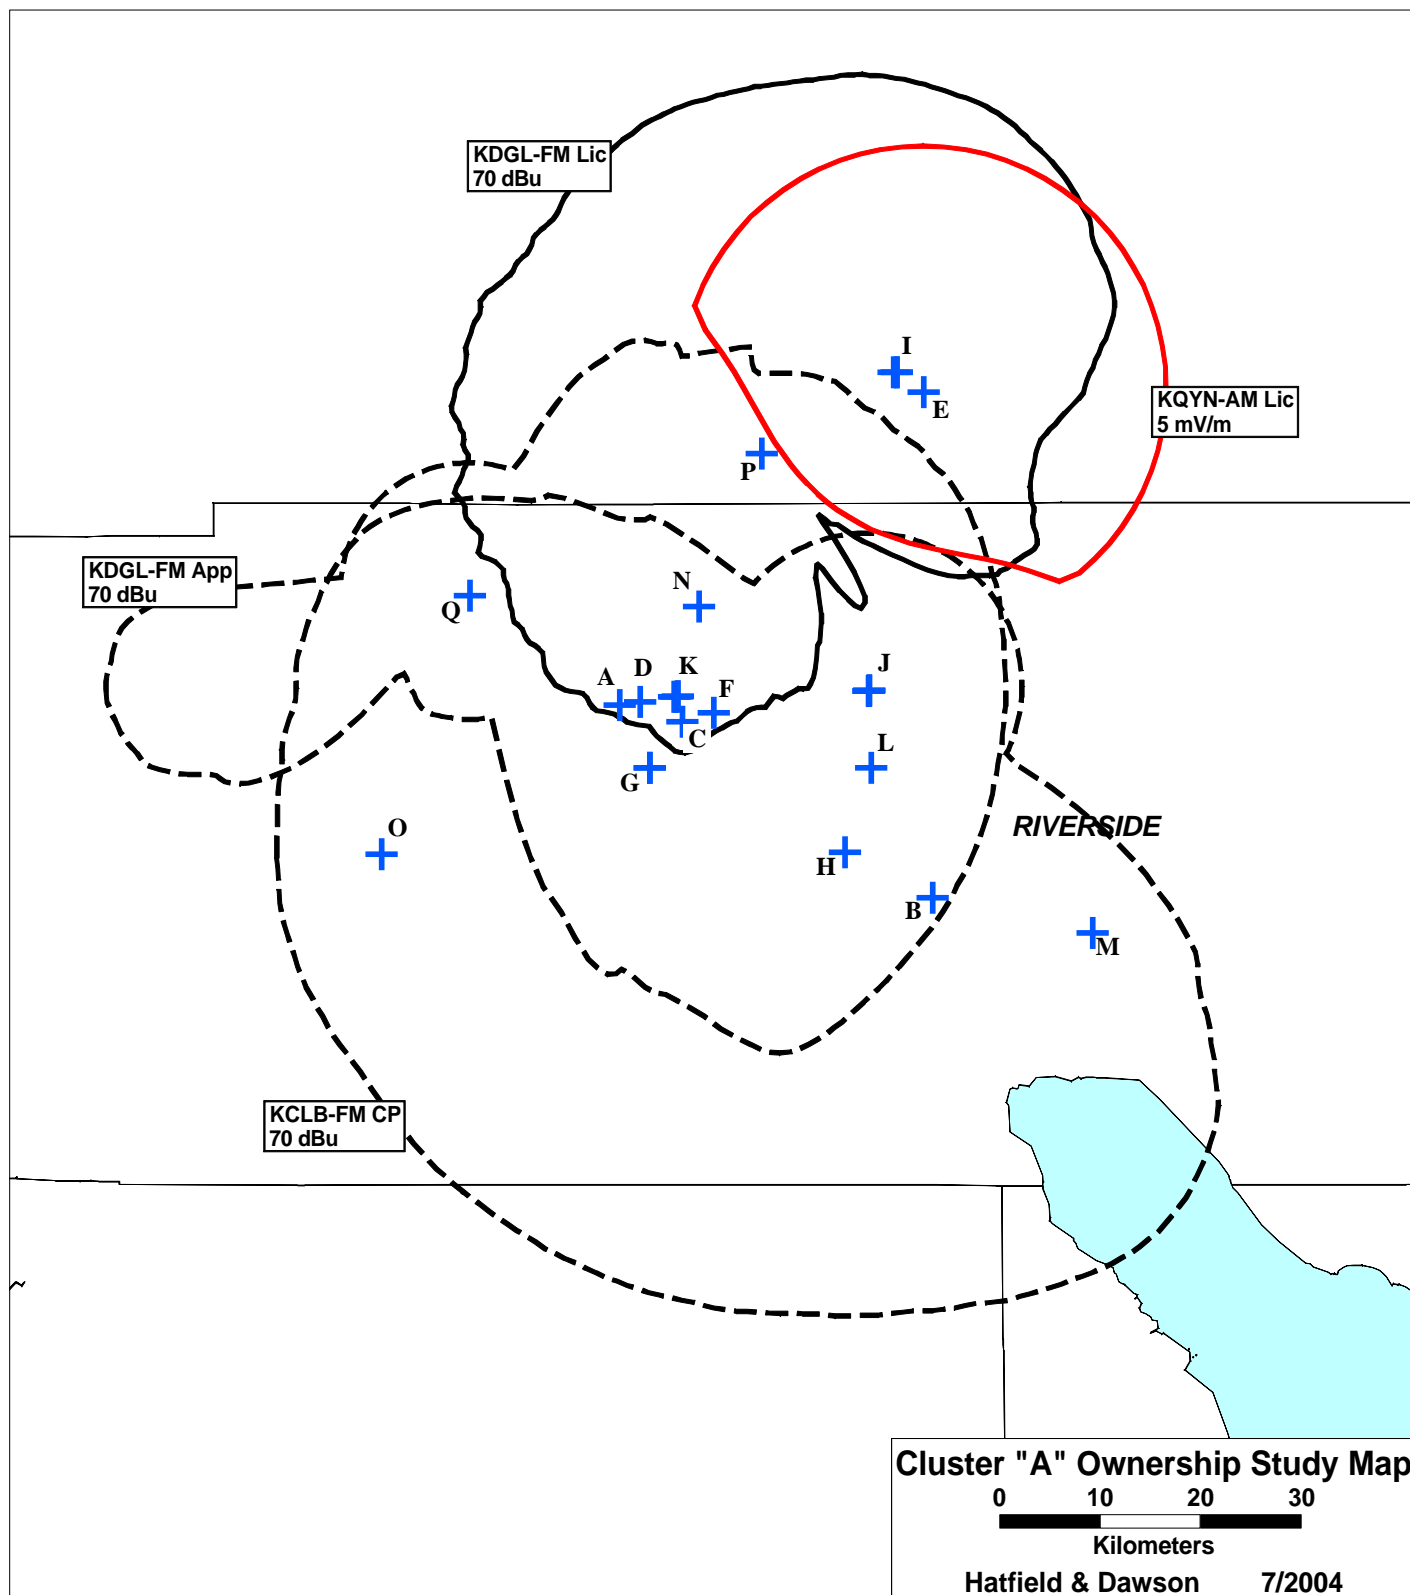 KDGL-FM Lic
70 dBu
I
E
KQYN-AM Lic
5 mV/m
P
KDGL-FM App
70 dBu
Q
N
A
D
K
F
J
C
G
L
O
RIVERSIDE
H
B
M
KCLB-FM CP
70 dBu
Cluster "A" Ownership Study Map
0 10 20 30
Kilometers
Hatfield & Dawson 7/2004